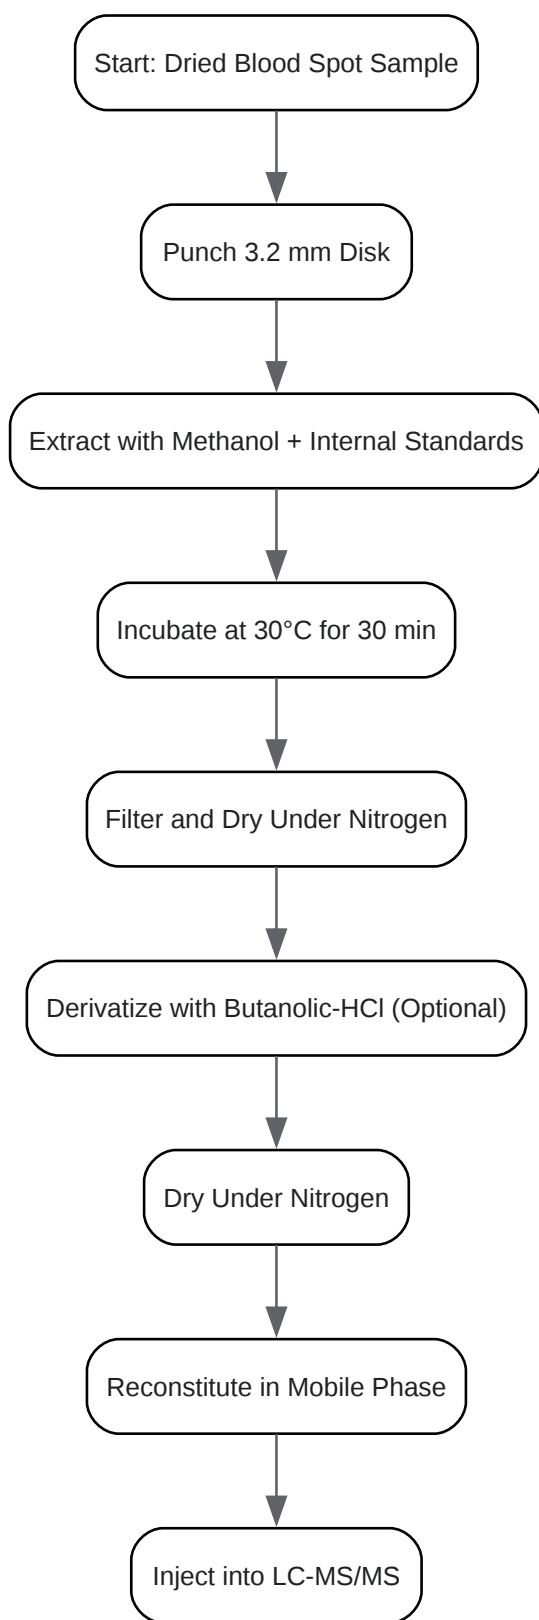 Start: Dried Blood Spot Sample
Punch 3.2 mm Disk
Extract with Methanol + Internal Standards
Incubate at 30°C for 30 min
Filter and Dry Under Nitrogen
Derivatize with Butanolic-HCl (Optional)
Dry Under Nitrogen
Reconstitute in Mobile Phase
Inject into LC-MS/MS